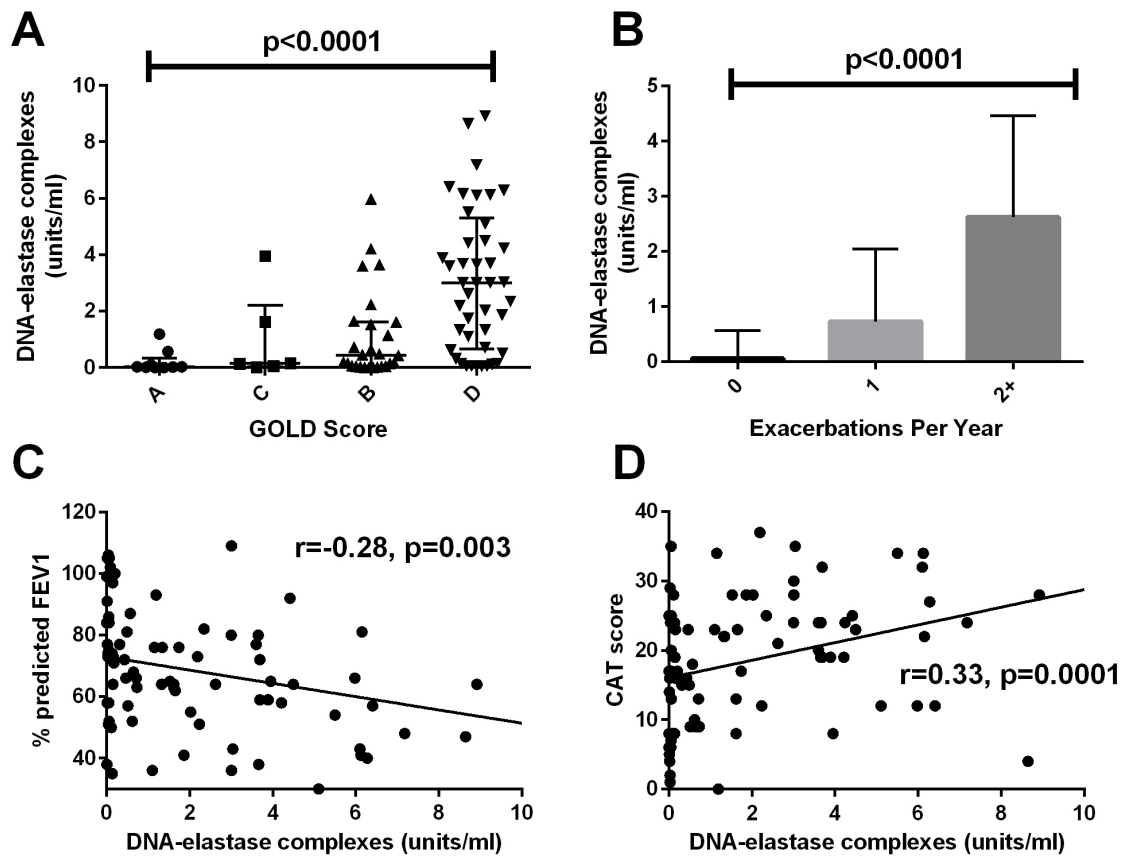 A
p<0.0001
DNA-elastase complexes
(units/ml)
10
8
6
4
2
0
A
C
B
D
GOLD Score
B
p<0.0001
DNA-elastase complexes
(units/ml)
5
4
3
2
1
0
0
1
2+
Exacerbations Per Year
C
r=-0.28, p=0.003
% predicted FEV1
120
100
80
60
40
0
2
4
6
8
10
DNA-elastase complexes (units/ml)
D
r=0.33, p=0.0001
CAT score
40
30
20
10
0
0
2
4
6
8
10
DNA-elastase complexes (units/ml)